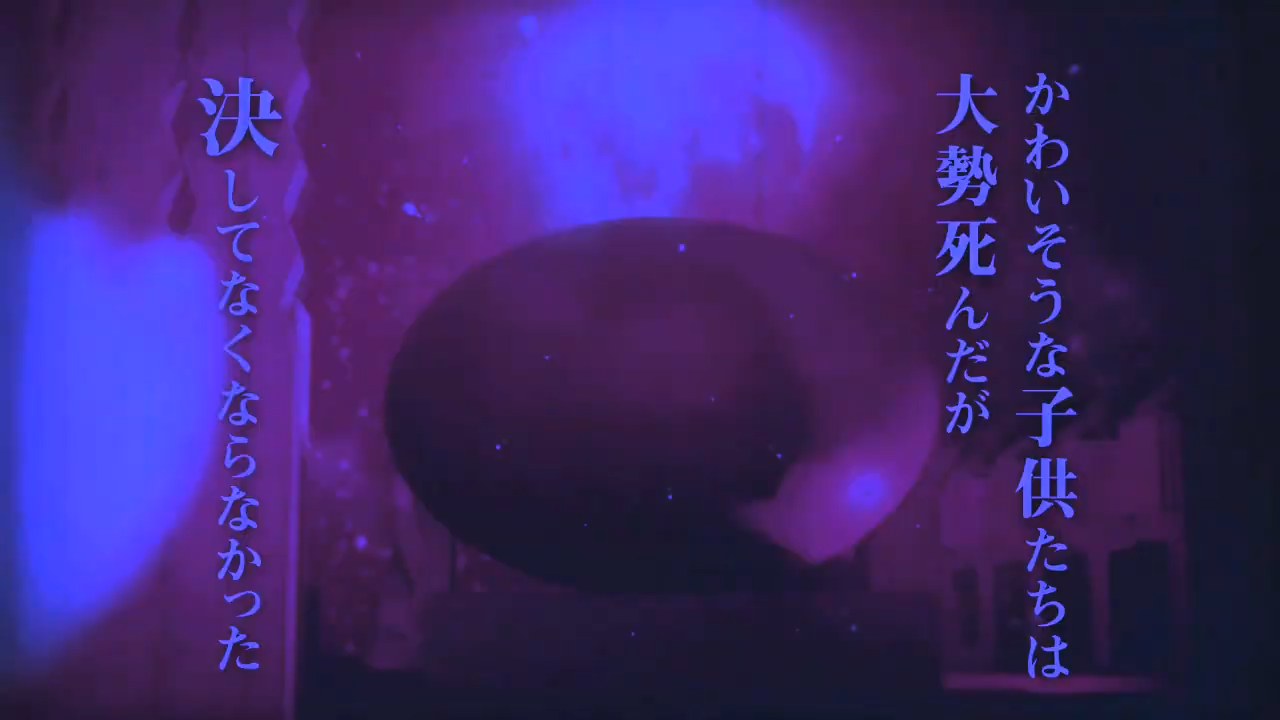 かわいそうな子供たちは
大勢死んだが
決してなくならなかった